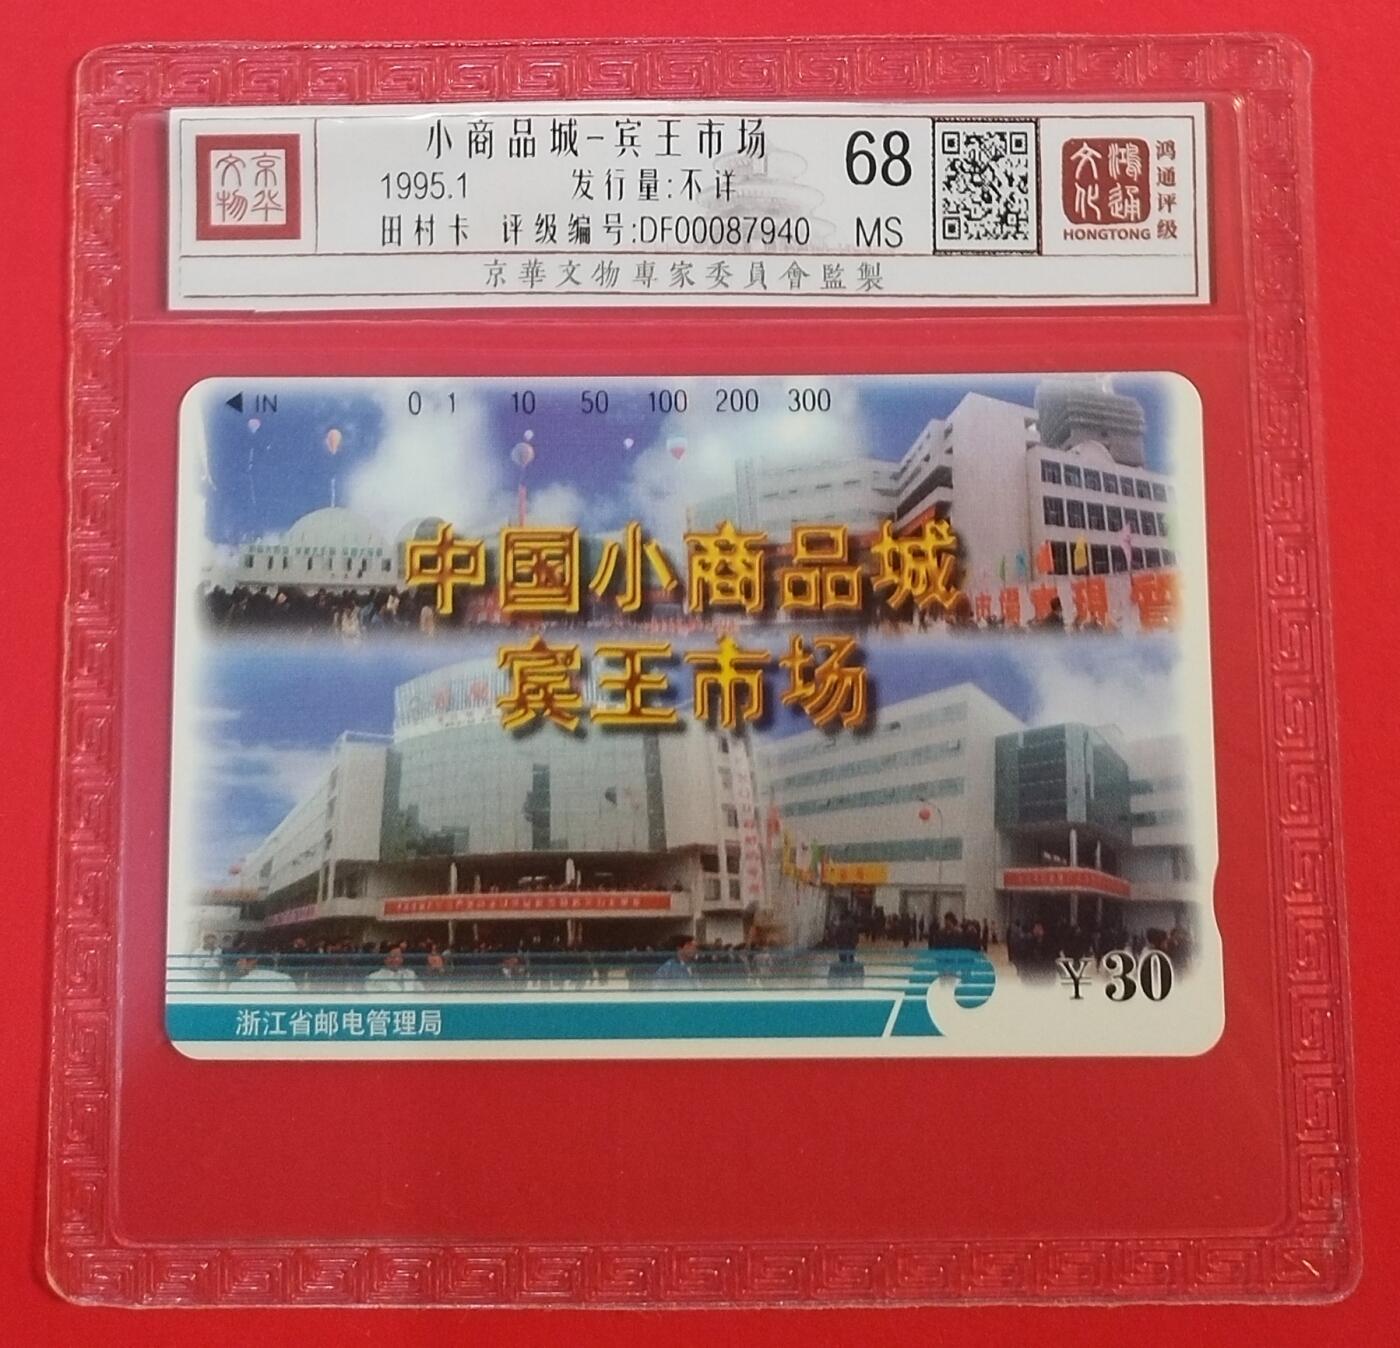 小商品城-宾王市场
1995.1 发行量:不详
田村卡 评级编号:DF00087940
68
MS
京华文物
鸿通文化
鸿通评级
HONGTONG
京華文物專家委員會監製
◀ IN 0 1 10 50 100 200 300
中国小商品城
宾王市场
¥30
浙江省邮电管理局